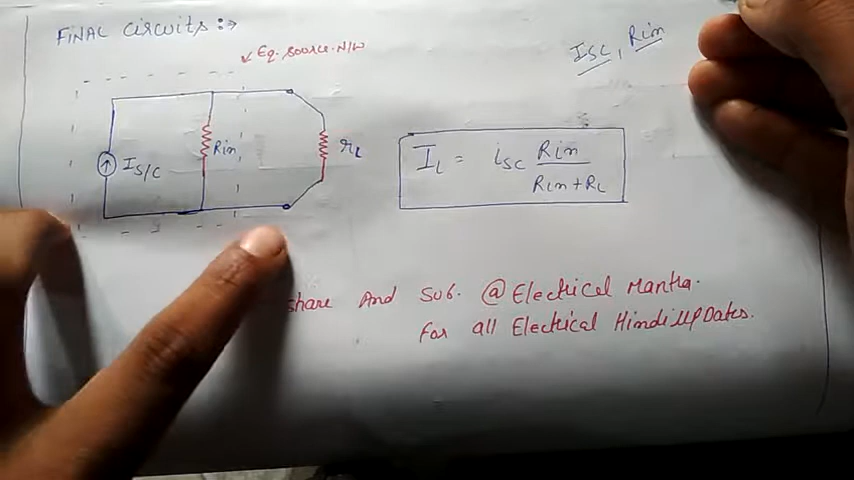 FINAL circuits :->
Eq. source. N/W
Isc, Rin
Is/c
Rin
rL
IL = isc Rin
Rin+RL
share And Sub. @Electrical Mantra.
for all Electrical Hindi UpDates.